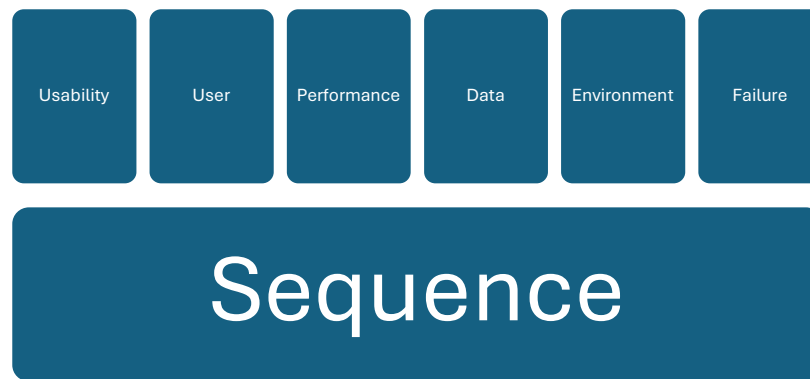 Usability
User
Performance
Data
Environment
Failure
Sequence